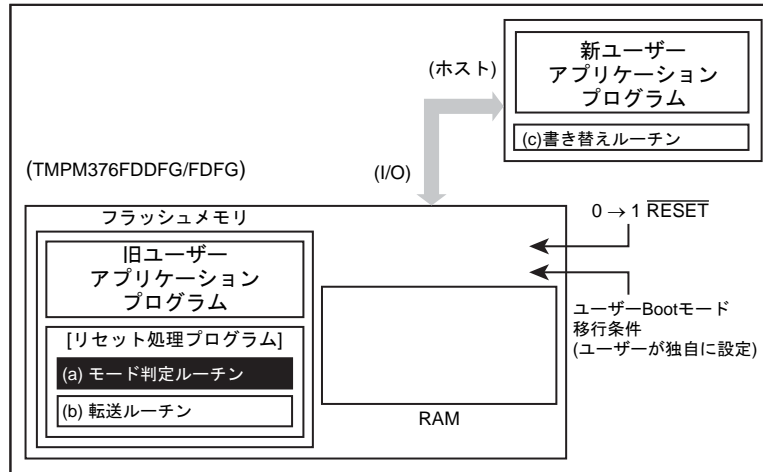 新ユーザー
アプリケーション
プログラム
(ホスト)
(c)書き替えルーチン
(TMPM376FDDFG/FDFG)
(I/O)
フラッシュメモリ
0 → 1 RESET
旧ユーザー
アプリケーション
プログラム
ユーザーBootモード
移行条件
(ユーザーが独自に設定)
[リセット処理プログラム]
(a) モード判定ルーチン
(b) 転送ルーチン
RAM